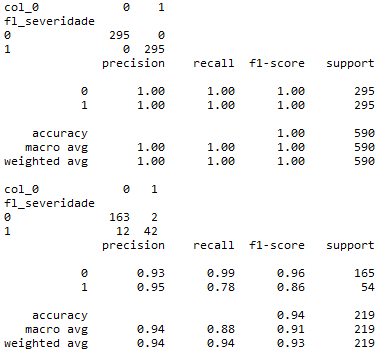 col_0 0 1
fl_severidade
0 295 0
1 0 295
precision recall f1-score support
0 1.00 1.00 1.00 295
1 1.00 1.00 1.00 295
accuracy 1.00 590
macro avg 1.00 1.00 1.00 590
weighted avg 1.00 1.00 1.00 590
col_0 0 1
fl_severidade
0 163 2
1 12 42
precision recall f1-score support
0 0.93 0.99 0.96 165
1 0.95 0.78 0.86 54
accuracy 0.94 219
macro avg 0.94 0.88 0.91 219
weighted avg 0.94 0.94 0.93 219